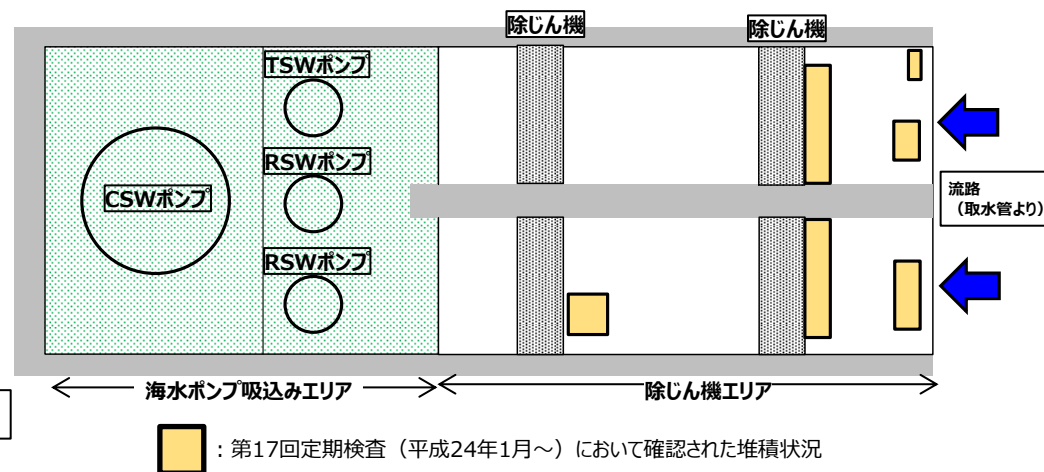 除じん機
除じん機
TSWポンプ
RSWポンプ
CSWポンプ
RSWポンプ
流路
（取水管より）
海水ポンプ吸込みエリア
除じん機エリア
：第17回定期検査（平成24年1月～）において確認された堆積状況